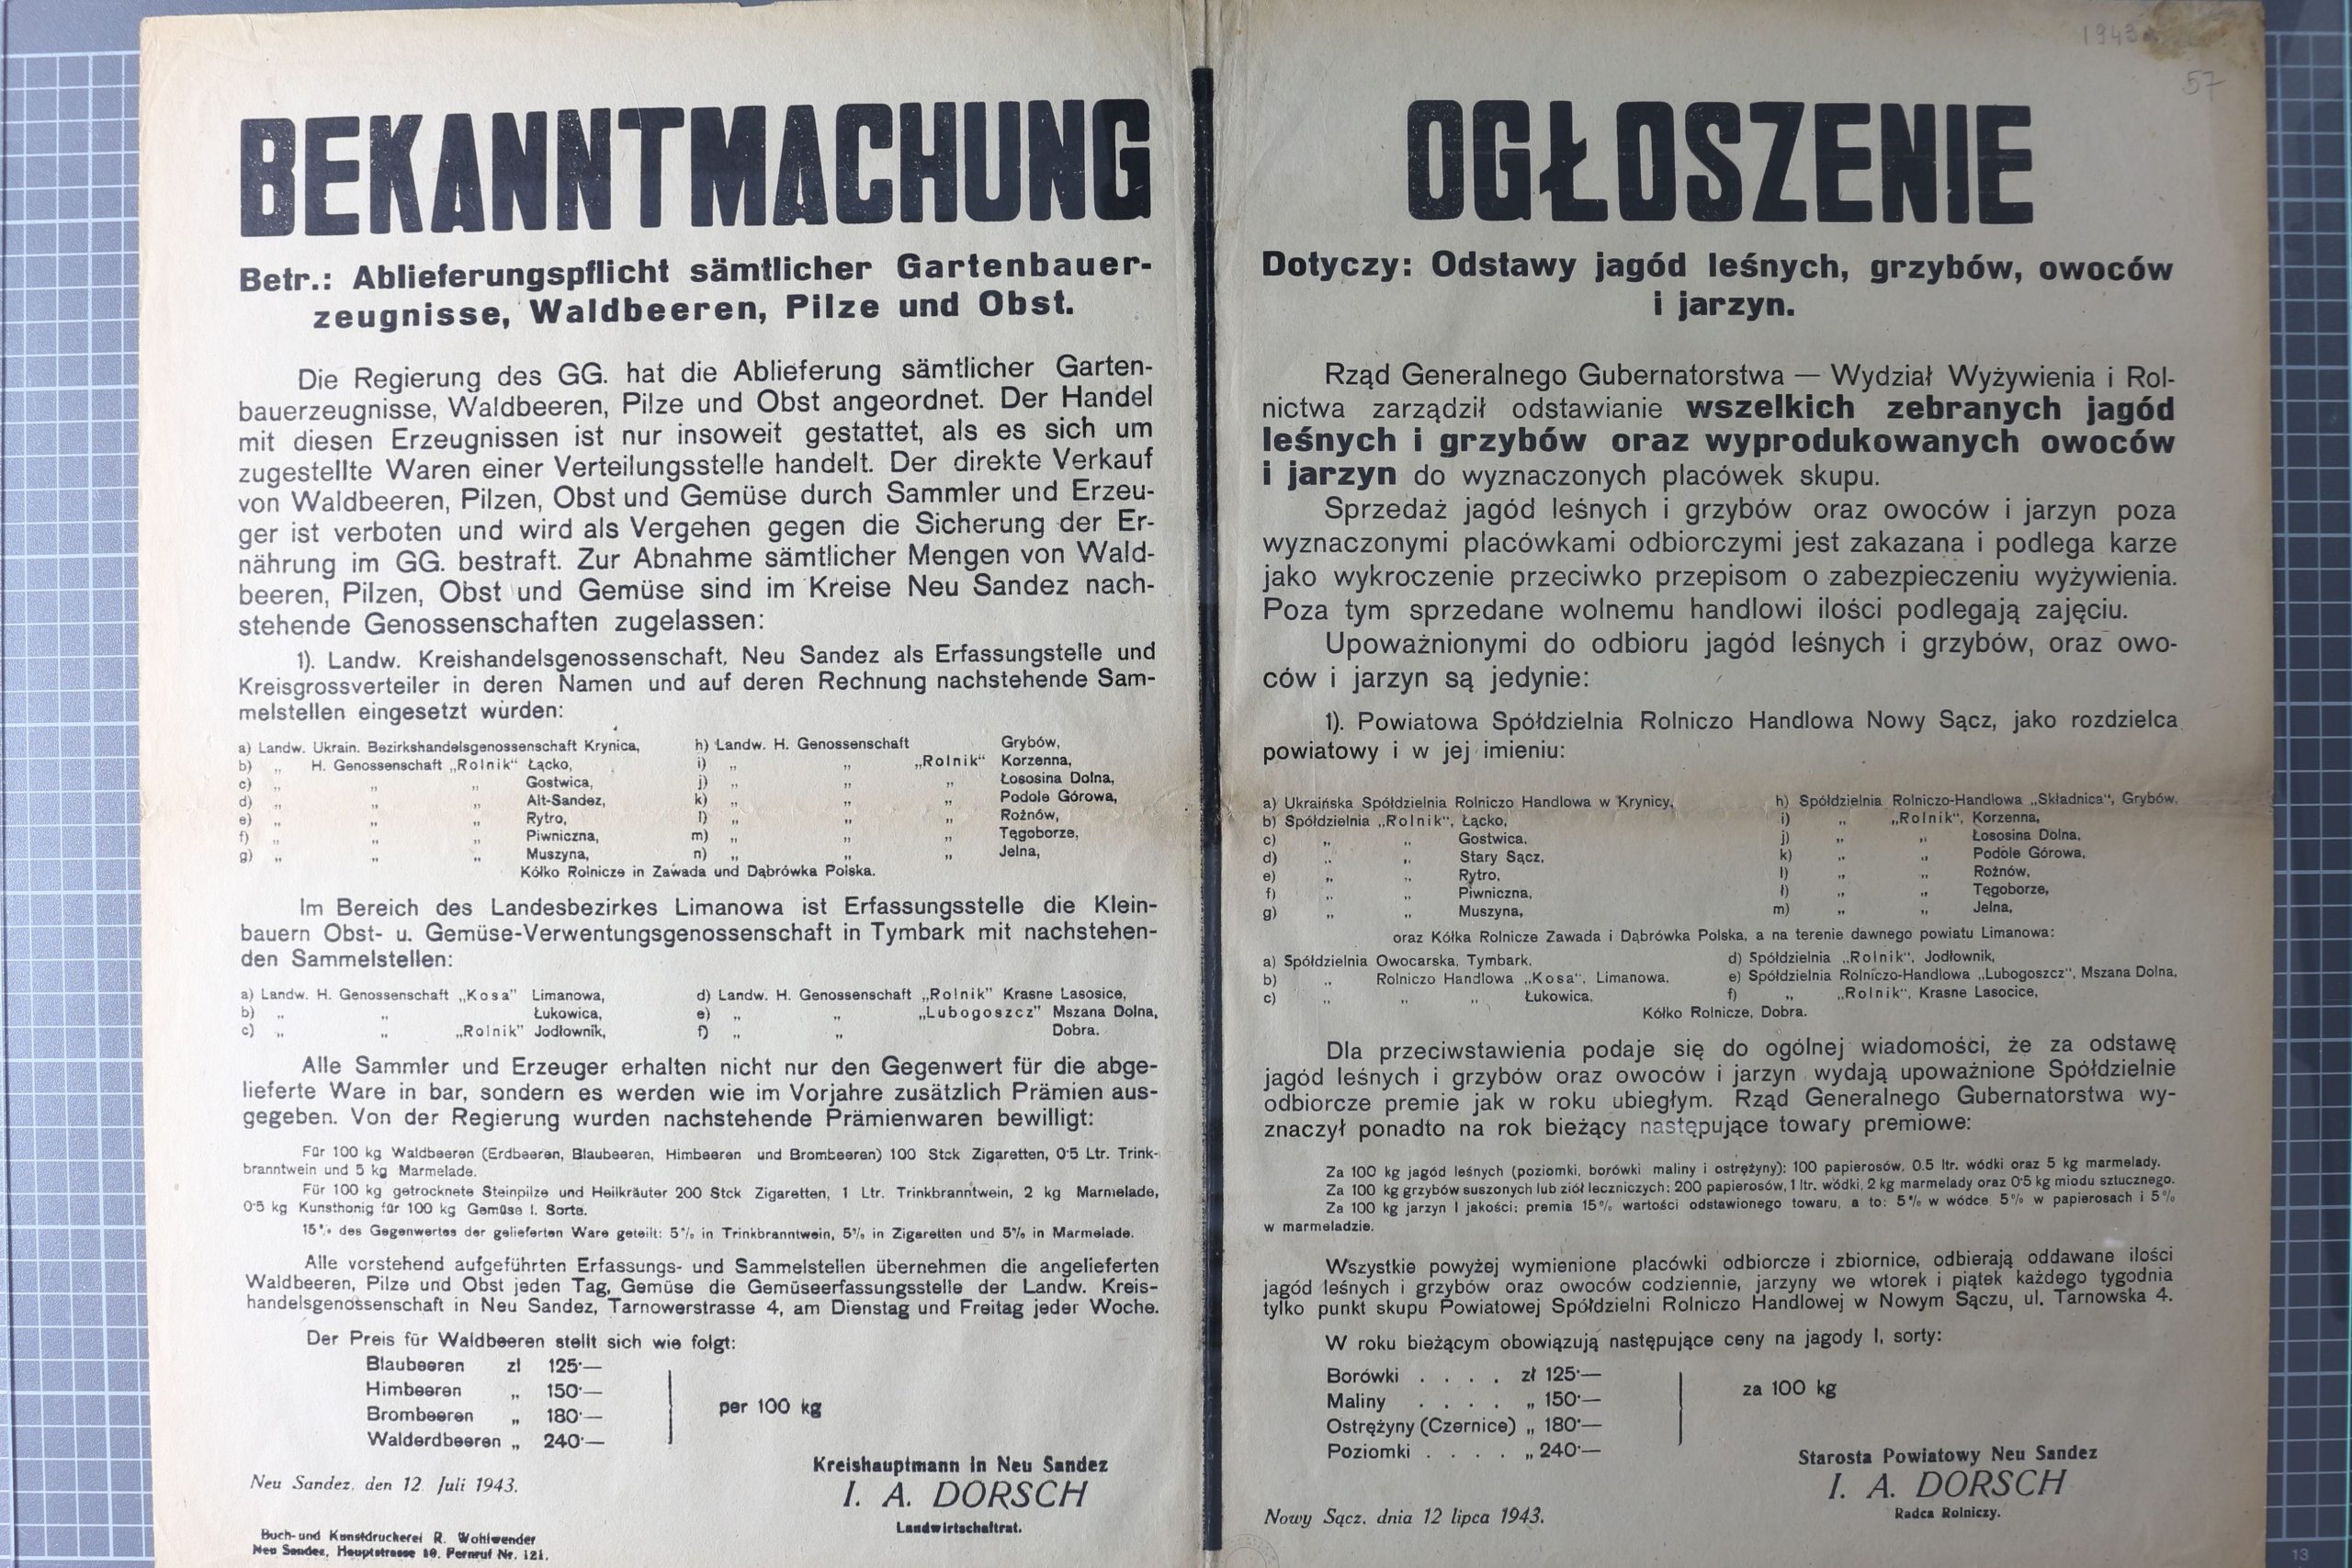 BEKANNTMACHUNG
Betr.: Ablieferungspflicht sämtlicher Gartenbauer-
zeugnisse, Waldbeeren, Pilze und Obst.
Die Regierung des GG. hat die Ablieferung sämtlicher Garten-
bauerzeugnisse, Waldbeeren, Pilze und Obst angeordnet. Der Handel
mit diesen Erzeugnissen ist nur insoweit gestattet, als es sich um
zugestellte Waren einer Verteilungsstelle handelt. Der direkte Verkauf
von Waldbeeren, Pilzen, Obst und Gemüse durch Sammler und Erzeu-
ger ist verboten und wird als Vergehen gegen die Sicherung der Er-
nährung im GG. bestraft. Zur Abnahme sämtlicher Mengen von Wald-
beeren, Pilzen, Obst und Gemüse sind im Kreise Neu Sandez nach-
stehende Genossenschaften zugelassen:
1). Landw. Kreishandelsgenossenschaft, Neu Sandez als Erfassungstelle und
Kreisgrossverteiler in deren Namen und auf deren Rechnung nachstehende Sam-
melstellen eingesetzt würden:
a) Landw. Ukrain. Bezirkshandelsgenossenschaft Krynica,
b) „ H. Genossenschaft „Rolnik“ Łącko,
c) „ „ „ Gostwica,
d) „ „ „ Alt-Sandez,
e) „ „ „ Rytro,
f) „ „ „ Piwniczna,
g) „ „ „ Muszyna,
h) Landw. H. Genossenschaft Grybów,
i) „ „ „Rolnik“ Korzenna,
j) „ „ „ Łososina Dolna,
k) „ „ „ Podole Górowa,
l) „ „ „ Rożnów,
m) „ „ „ Tęgoborze,
n) „ „ „ Jelna,
Kółko Rolnicze in Zawada und Dąbrówka Polska.
Im Bereich des Landesbezirkes Limanowa ist Erfassungsstelle die Klein-
bauern Obst- u. Gemüse-Verwentungsgenossenschaft in Tymbark mit nachstehen-
den Sammelstellen:
a) Landw. H. Genossenschaft „Kosa” Limanowa,
b) „ „ Łukowica,
c) „ „ „Rolnik” Jodłownik,
d) Landw. H. Genossenschaft „Rolnik” Krasne Lasosice,
e) „ „ „Lubogoszcz” Mszana Dolna,
f) „ „ Dobra.
Alle Sammler und Erzeuger erhalten nicht nur den Gegenwert für die abge-
lieferte Ware in bar, sondern es werden wie im Vorjahre zusätzlich Prämien aus-
gegeben. Von der Regierung wurden nachstehende Prämienwaren bewilligt:
Für 100 kg Waldbeeren (Erdbeeren, Blaubeeren, Himbeeren und Brombeeren) 100 Stck Zigaretten, 0·5 Ltr. Trink-
branntwein und 5 kg Marmelade.
Für 100 kg getrocknete Steinpilze und Heilkräuter 200 Stck Zigaretten, 1 Ltr. Trinkbranntwein, 2 kg Marmelade,
0·5 kg Kunsthonig für 100 kg Gemüse I. Sorte.
15% des Gegenwertes der gelieferten Ware geteilt: 5% in Trinkbranntwein, 5% in Zigaretten und 5% in Marmelade.
Alle vorstehend aufgeführten Erfassungs- und Sammelstellen übernehmen die angelieferten
Waldbeeren, Pilze und Obst jeden Tag, Gemüse die Gemüseerfassungsstelle der Landw. Kreis-
handelsgenossenschaft in Neu Sandez, Tarnowerstrasse 4, am Dienstag und Freitag jeder Woche.
Der Preis für Waldbeeren stellt sich wie folgt:
Blaubeeren zl 125·—
Himbeeren „ 150·—
Brombeeren „ 180·—
Walderdbeeren „ 240·—
per 100 kg
Kreishauptmann in Neu Sandez
I. A. DORSCH
Landwirtschaftrat.
Neu Sandez, den 12. Juli 1943.
Buch- und Kunstdruckerei R. Wohlwender
Neu Sandez, Hauptstrasse 10. Fernruf Nr. 121.
1943
57
OGŁOSZENIE
Dotyczy: Odstawy jagód leśnych, grzybów, owoców
i jarzyn.
Rząd Generalnego Gubernatorstwa — Wydział Wyżywienia i Rol-
nictwa zarządził odstawianie wszelkich zebranych jagód
leśnych i grzybów oraz wyprodukowanych owoców
i jarzyn do wyznaczonych placówek skupu.
Sprzedaż jagód leśnych i grzybów oraz owoców i jarzyn poza
wyznaczonymi placówkami odbiorczymi jest zakazana i podlega karze
jako wykroczenie przeciwko przepisom o zabezpieczeniu wyżywienia.
Poza tym sprzedane wolnemu handlowi ilości podlegają zajęciu.
Upoważnionymi do odbioru jagód leśnych i grzybów, oraz owo-
ców i jarzyn są jedynie:
1). Powiatowa Spółdzielnia Rolniczo Handlowa Nowy Sącz, jako rozdzielca
powiatowy i w jej imieniu:
a) Ukraińska Spółdzielnia Rolniczo Handlowa w Krynicy,
b) Spółdzielnia „Rolnik“, Łącko,
c) „ „ Gostwica,
d) „ „ Stary Sącz,
e) „ „ Rytro,
f) „ „ Piwniczna,
g) „ „ Muszyna,
h) Spółdzielnia Rolniczo-Handlowa „Składnica“, Grybów,
i) „ „Rolnik“, Korzenna,
j) „ „ Łososina Dolna,
k) „ „ Podole Górowa,
l) „ „ Rożnów,
ł) „ „ Tęgoborze,
m) „ „ Jelna,
oraz Kółka Rolnicze Zawada i Dąbrówka Polska, a na terenie dawnego powiatu Limanowa:
a) Spółdzielnia Owocarska, Tymbark,
b) „ Rolniczo Handlowa „Kosa“, Limanowa,
c) „ „ „ Łukowica,
d) Spółdzielnia „Rolnik“, Jodłownik,
e) Spółdzielnia Rolniczo-Handlowa „Lubogoszcz“, Mszana Dolna,
f) „ „Rolnik“, Krasne Lasocice,
Kółko Rolnicze, Dobra.
Dla przeciwstawienia podaje się do ogólnej wiadomości, że za odstawę
jagód leśnych i grzybów oraz owoców i jarzyn wydają upoważnione Spółdzielnie
odbiorcze premie jak w roku ubiegłym. Rząd Generalnego Gubernatorstwa wy-
znaczył ponadto na rok bieżący następujące towary premiowe:
Za 100 kg jagód leśnych (poziomki, borówki maliny i ostrężyny): 100 papierosów, 0.5 ltr. wódki oraz 5 kg marmelady.
Za 100 kg grzybów suszonych lub ziół leczniczych: 200 papierosów, 1 ltr. wódki, 2 kg marmelady oraz 0·5 kg miodu sztucznego.
Za 100 kg jarzyn I jakości: premia 15% wartości odstawionego towaru, a to: 5% w wódce 5% w papierosach i 5%
w marmeladzie.
Wszystkie powyżej wymienione placówki odbiorcze i zbiornice, odbierają oddawane ilości
jagód leśnych i grzybów oraz owoców codziennie, jarzyny we wtorek i piątek każdego tygodnia
tylko punkt skupu Powiatowej Spółdzielni Rolniczo Handlowej w Nowym Sączu, ul. Tarnowska 4.
W roku bieżącym obowiązują następujące ceny na jagody I, sorty:
Borówki . . . . zł 125·—
Maliny . . . . „ 150·—
Ostrężyny (Czernice) „ 180·—
Poziomki . . . . „ 240·—
za 100 kg
Starosta Powiatowy Neu Sandez
I. A. DORSCH
Radca Rolniczy.
Nowy Sącz, dnia 12 lipca 1943.
13